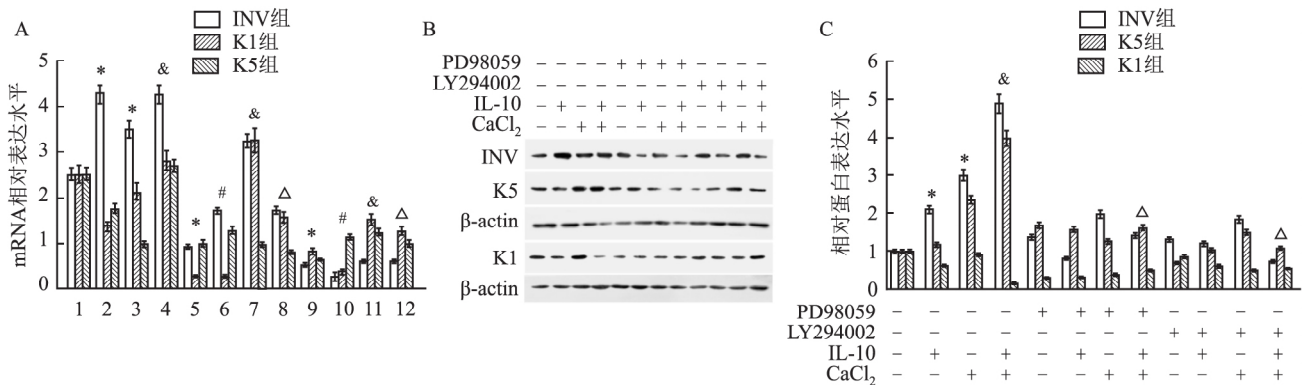 A
INV组
K1组
K5组
mRNA相对表达水平
5
4
3
2
1
0
* * & * # & △ * # & △
1 2 3 4 5 6 7 8 9 10 11 12
B
PD98059 − − − − + + + + − − − −
LY294002 − − − − − − − − + + + +
IL-10 − + − + − + − + − + − +
CaCl2 − − + + − − + + − − + +
INV
K5
β-actin
K1
β-actin
C
INV组
K5组
K1组
相对蛋白表达水平
6
5
4
3
2
1
0
* * & △ △
PD98059 − − − − + + + + − − − −
LY294002 − − − − − − − − + + + +
IL-10 − + − + − + − + − + − +
CaCl2 − − + + − − + + − − + +